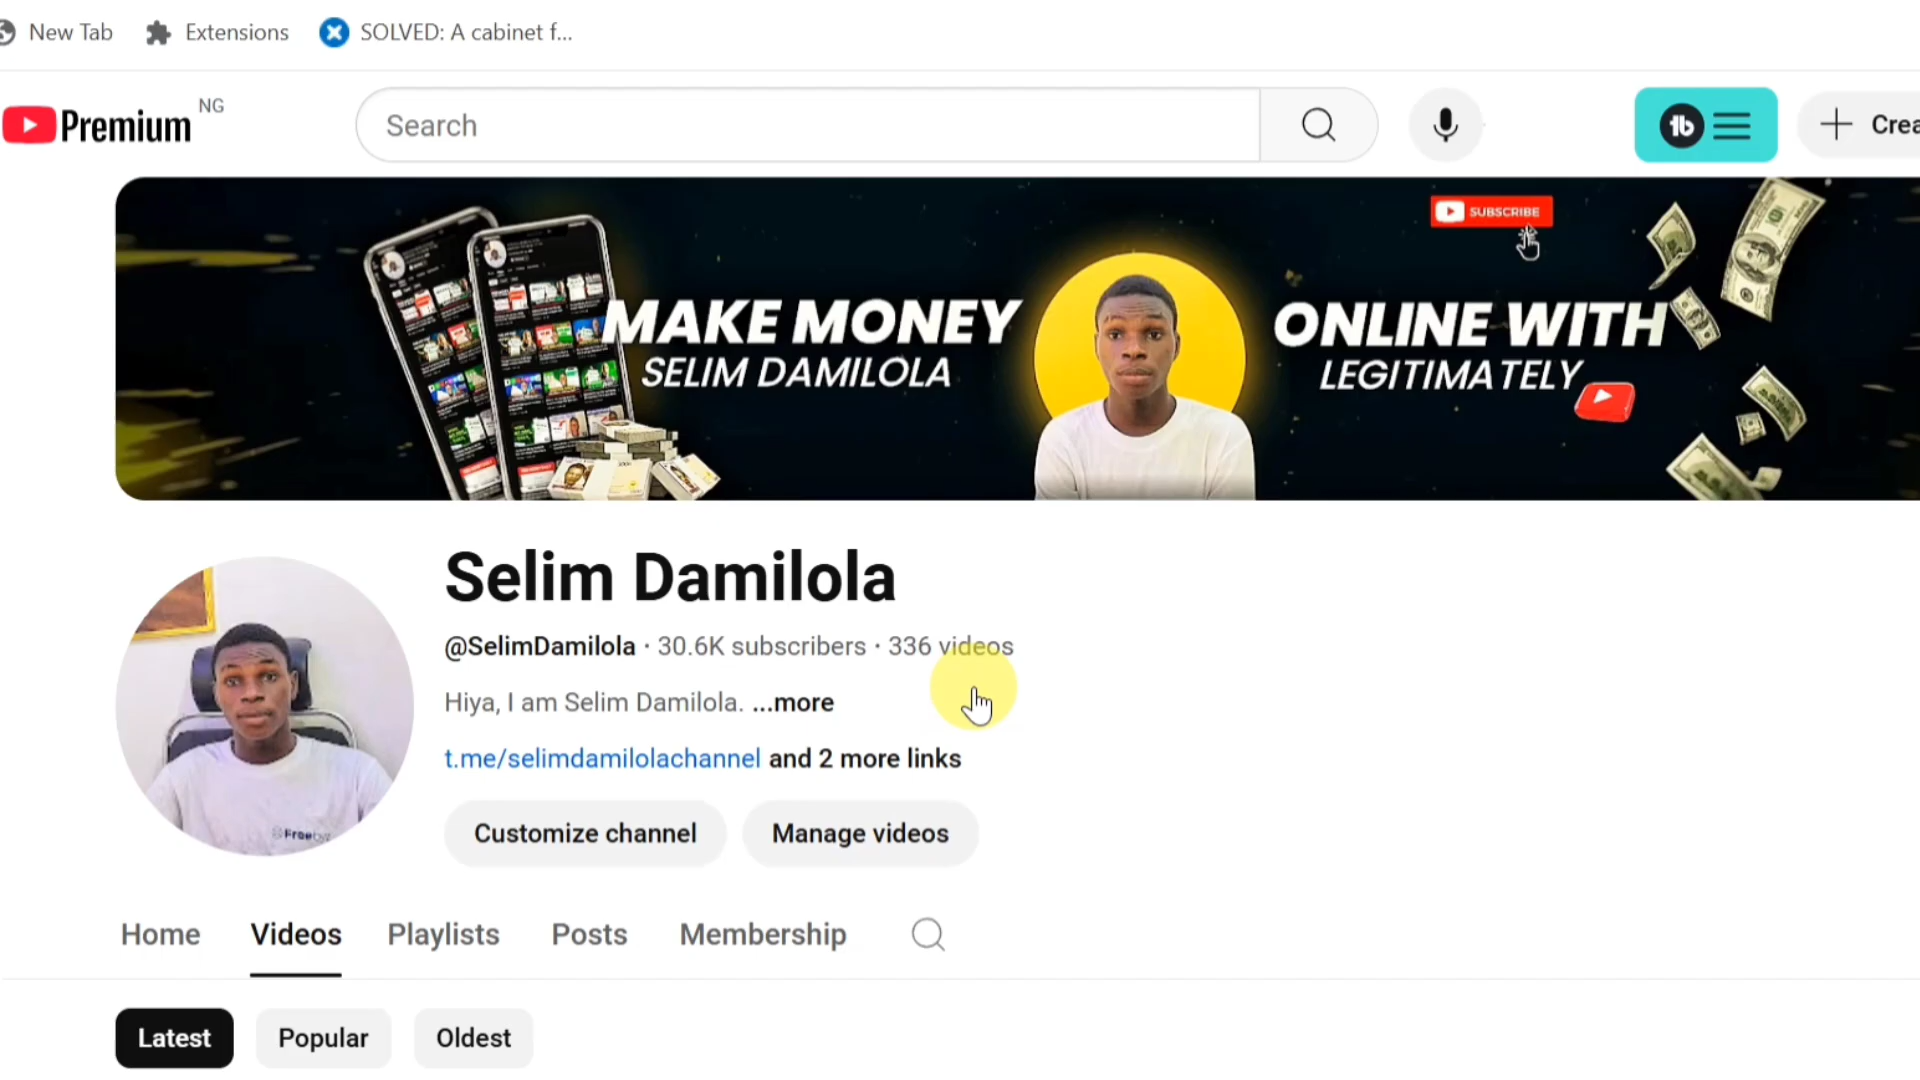 New Tab
Extensions
SOLVED: A cabinet f...
Premium NG
Search
Crea
SUBSCRIBE
MAKE MONEY
ONLINE WITH
SELIM DAMILOLA
LEGITIMATELY
Selim Damilola
@SelimDamilola · 30.6K subscribers · 336 videos
Hiya, I am Selim Damilola. ...more
t.me/selimdamilolachannel and 2 more links
Customize channel
Manage videos
Home
Videos
Playlists
Posts
Membership
Latest
Popular
Oldest